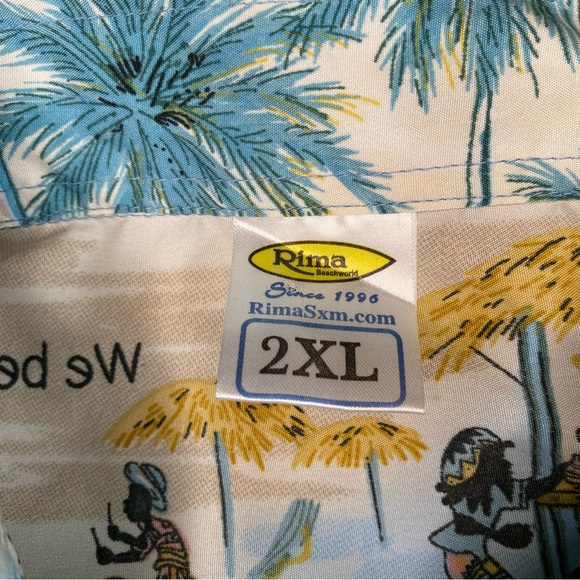 Rima
Beachworld
Since 1996
RimaSxm.com
2XL
We be